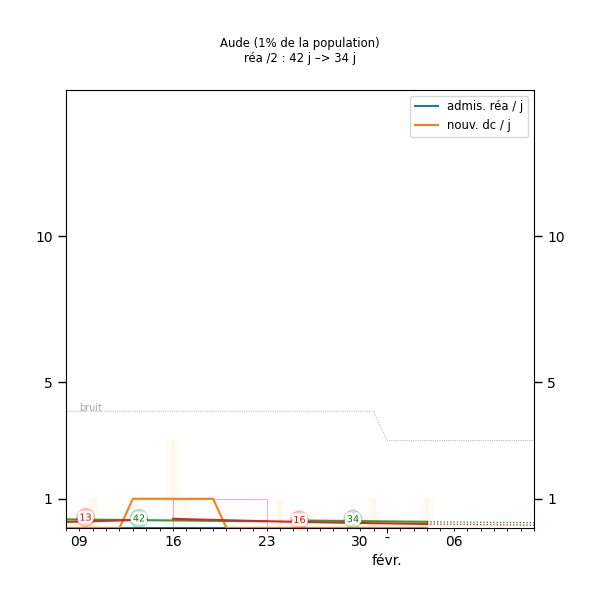 Aude (1% de la population)
réa /2 : 42 j –> 34 j
admis. réa / j
nouv. dc / j
10
10
5
5
bruit
1
1
13
42
16
34
09
16
23
30
-
06
févr.